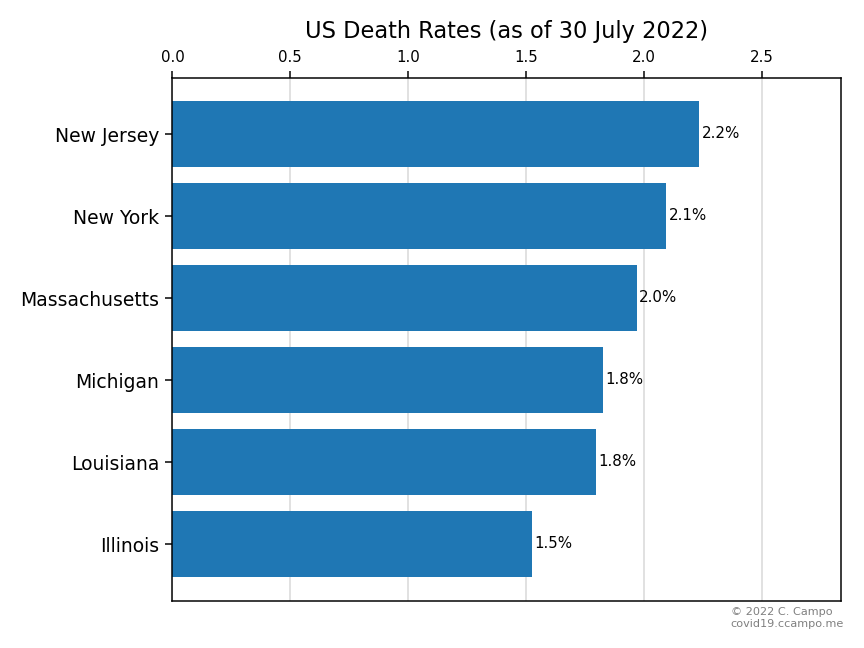 US Death Rates (as of 30 July 2022)
0.0 0.5 1.0 1.5 2.0 2.5
New Jersey 2.2%
New York 2.1%
Massachusetts 2.0%
Michigan 1.8%
Louisiana 1.8%
Illinois 1.5%
© 2022 C. Campo
covid19.ccampo.me